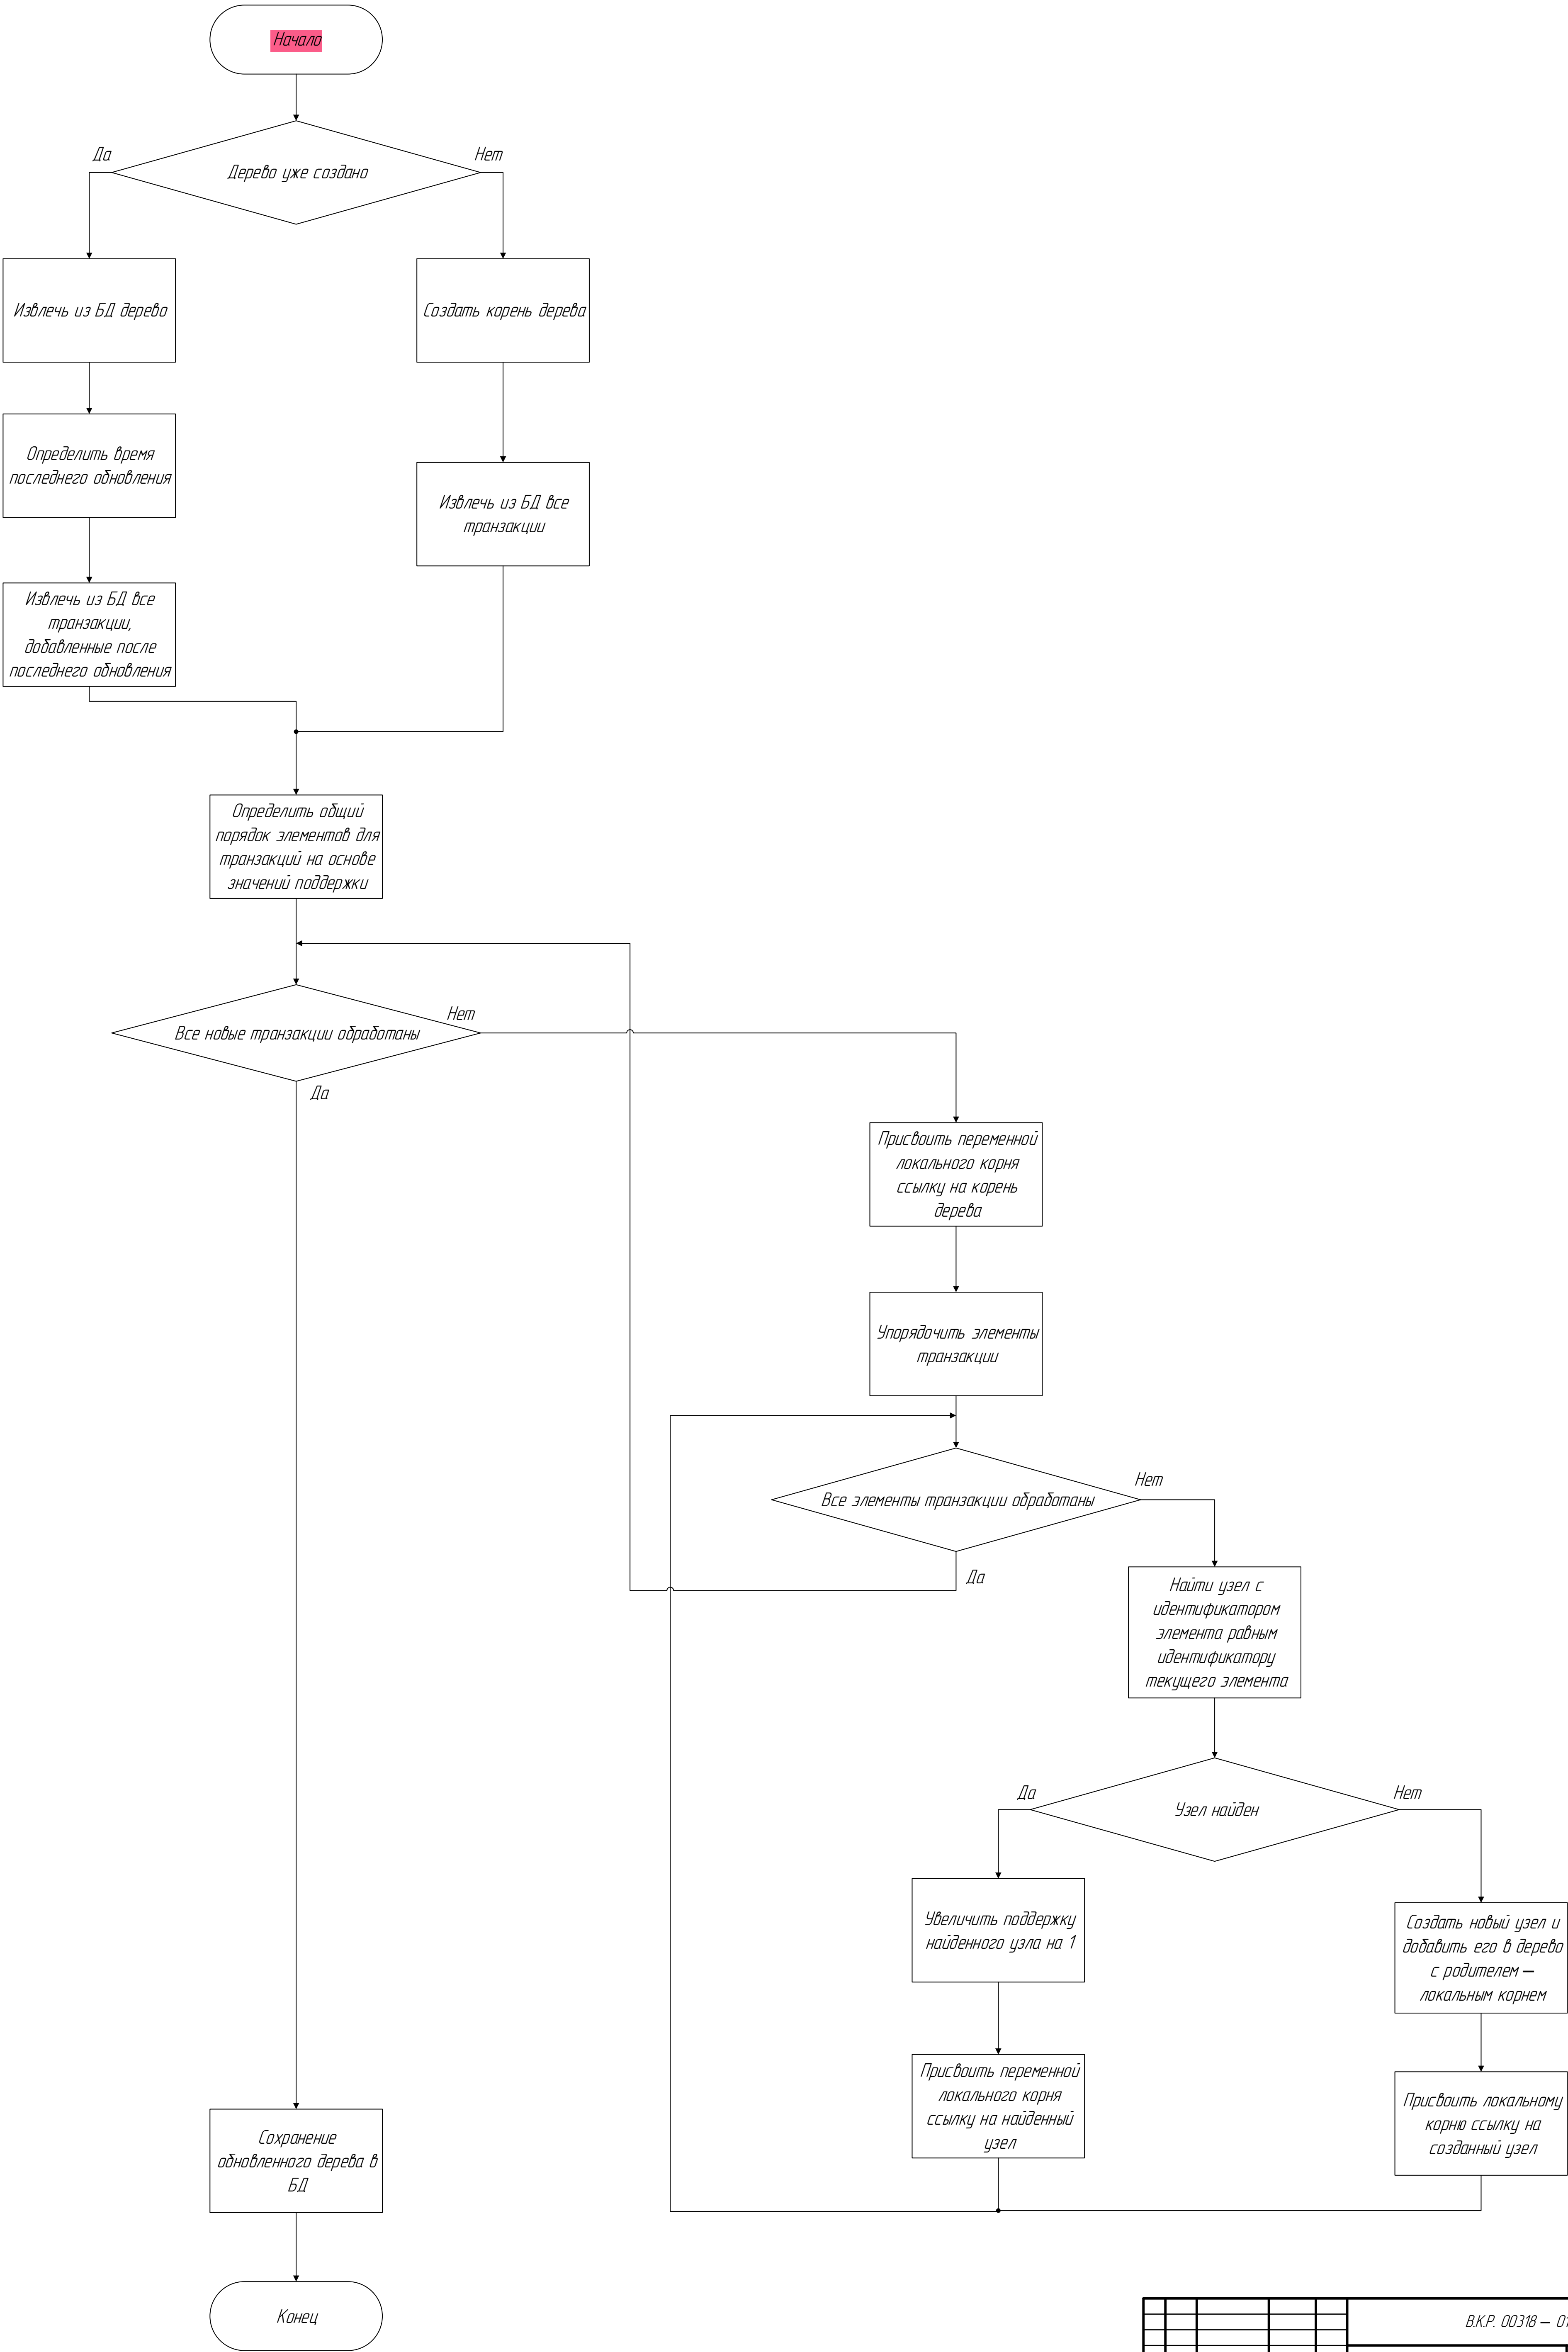 Начало
Да
Нет
Дерево уже создано
Извлечь из БД дерево
Создать корень дерева
Определить время
последнего обновления
Извлечь из БД все
транзакции
Извлечь из БД все
транзакции,
добавленные после
последнего обновления
Определить общий
порядок элементов для
транзакций на основе
значений поддержки
Нет
Все новые транзакции обработаны
Да
Присвоить переменной
локального корня
ссылку на корень
дерева
Упорядочить элементы
транзакции
Нет
Все элементы транзакции обработаны
Да
Найти узел с
идентификатором
элемента равным
идентификатору
текущего элемента
Да
Нет
Узел найден
Увеличить поддержку
найденного узла на 1
Создать новый узел и
добавить его в дерево
с родителем –
локальным корнем
Присвоить переменной
локального корня
ссылку на найденный
узел
Присвоить локальному
корню ссылку на
созданный узел
Сохранение
обновленного дерева в
БД
Конец
В.К.Р. 00318 – 01